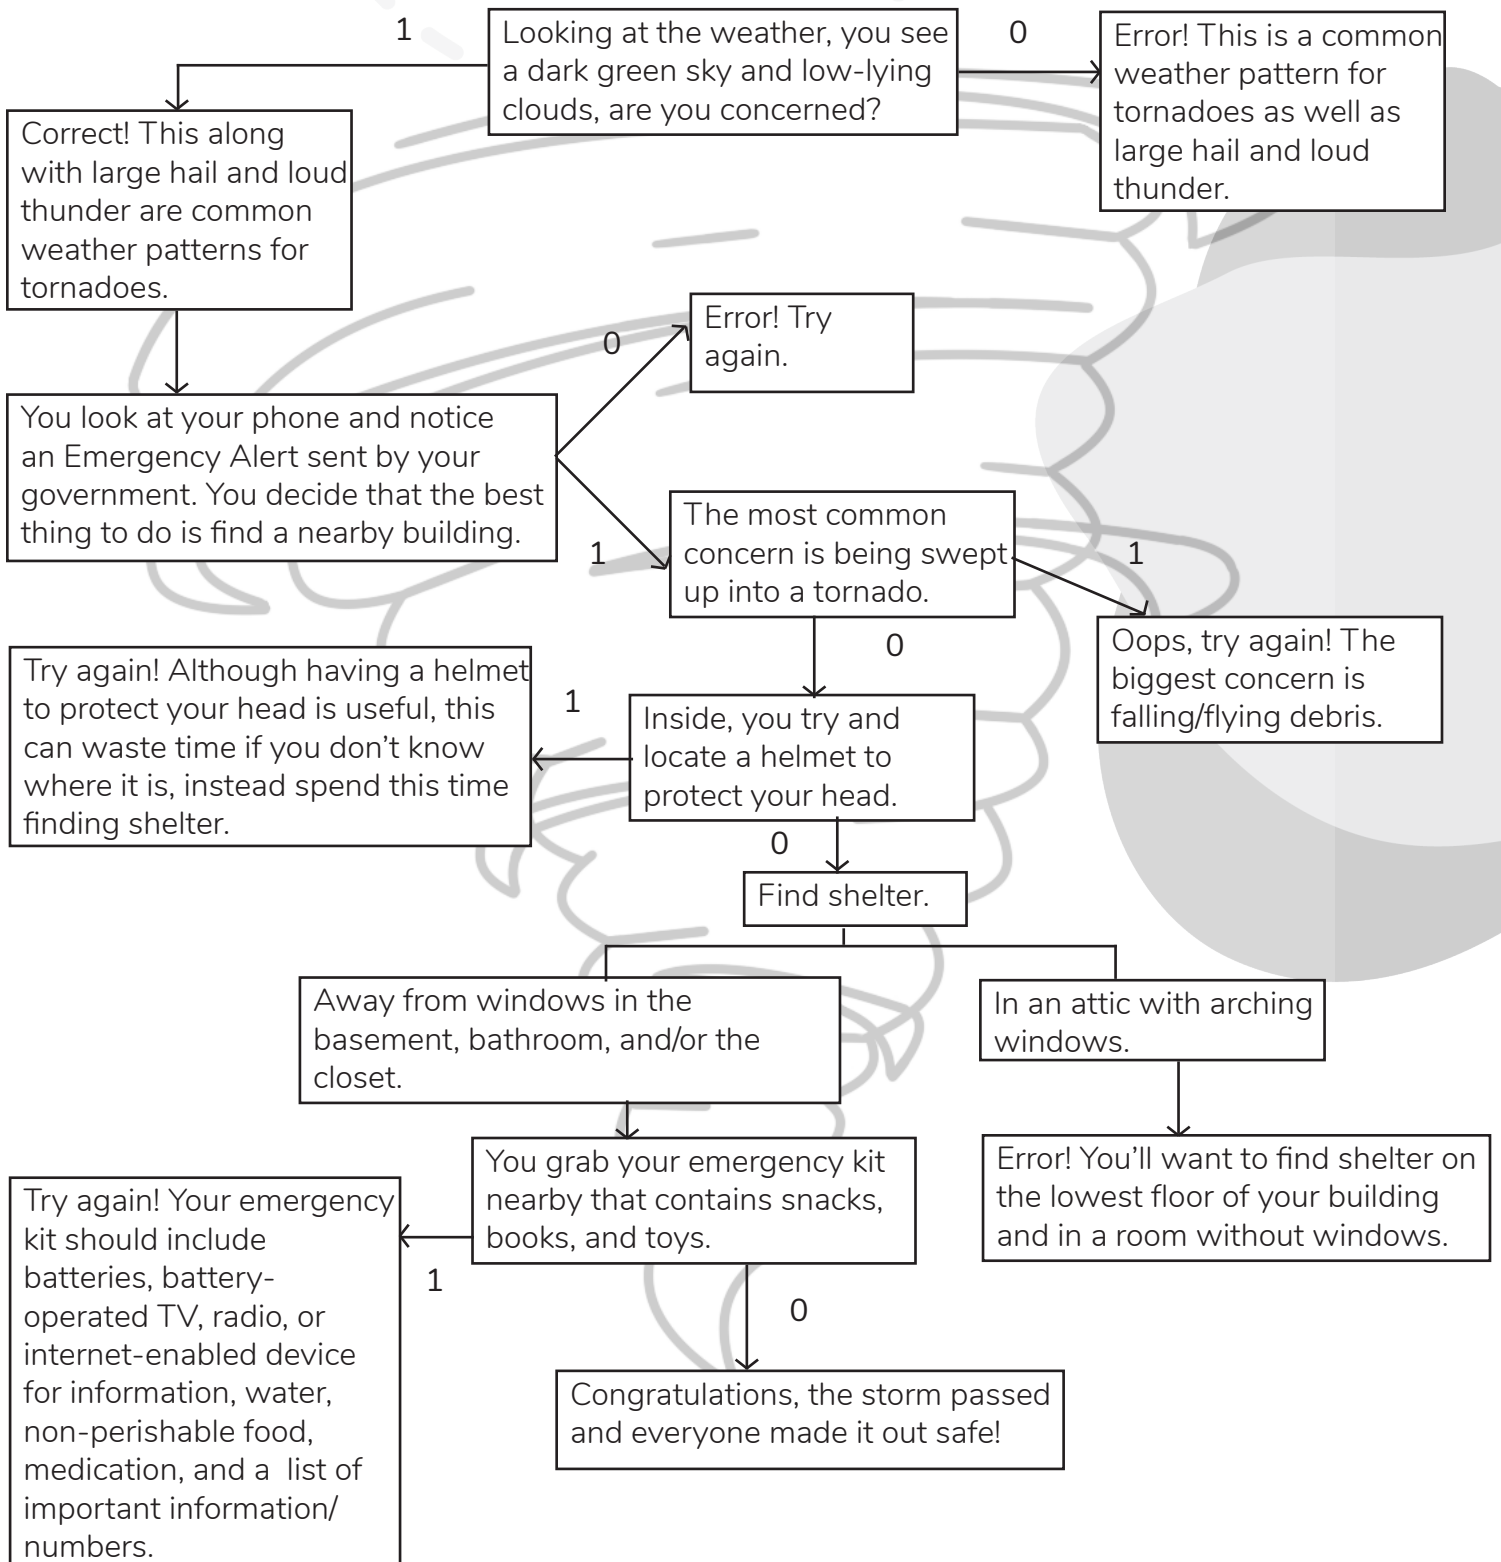 1
Looking at the weather, you see
a dark green sky and low-lying
clouds, are you concerned?
0
Error! This is a common
weather pattern for
tornadoes as well as
large hail and loud
thunder.
Correct! This along
with large hail and loud
thunder are common
weather patterns for
tornadoes.
Error! Try
again.
0
You look at your phone and notice
an Emergency Alert sent by your
government. You decide that the best
thing to do is find a nearby building.
1
The most common
concern is being swept
up into a tornado.
1
Oops, try again! The
biggest concern is
falling/flying debris.
0
Try again! Although having a helmet
to protect your head is useful, this
can waste time if you don’t know
where it is, instead spend this time
finding shelter.
1
Inside, you try and
locate a helmet to
protect your head.
0
Find shelter.
Away from windows in the
basement, bathroom, and/or the
closet.
In an attic with arching
windows.
You grab your emergency kit
nearby that contains snacks,
books, and toys.
Error! You’ll want to find shelter on
the lowest floor of your building
and in a room without windows.
Try again! Your emergency
kit should include
batteries, battery-
operated TV, radio, or
internet-enabled device
for information, water,
non-perishable food,
medication, and a list of
important information/
numbers.
1
0
Congratulations, the storm passed
and everyone made it out safe!